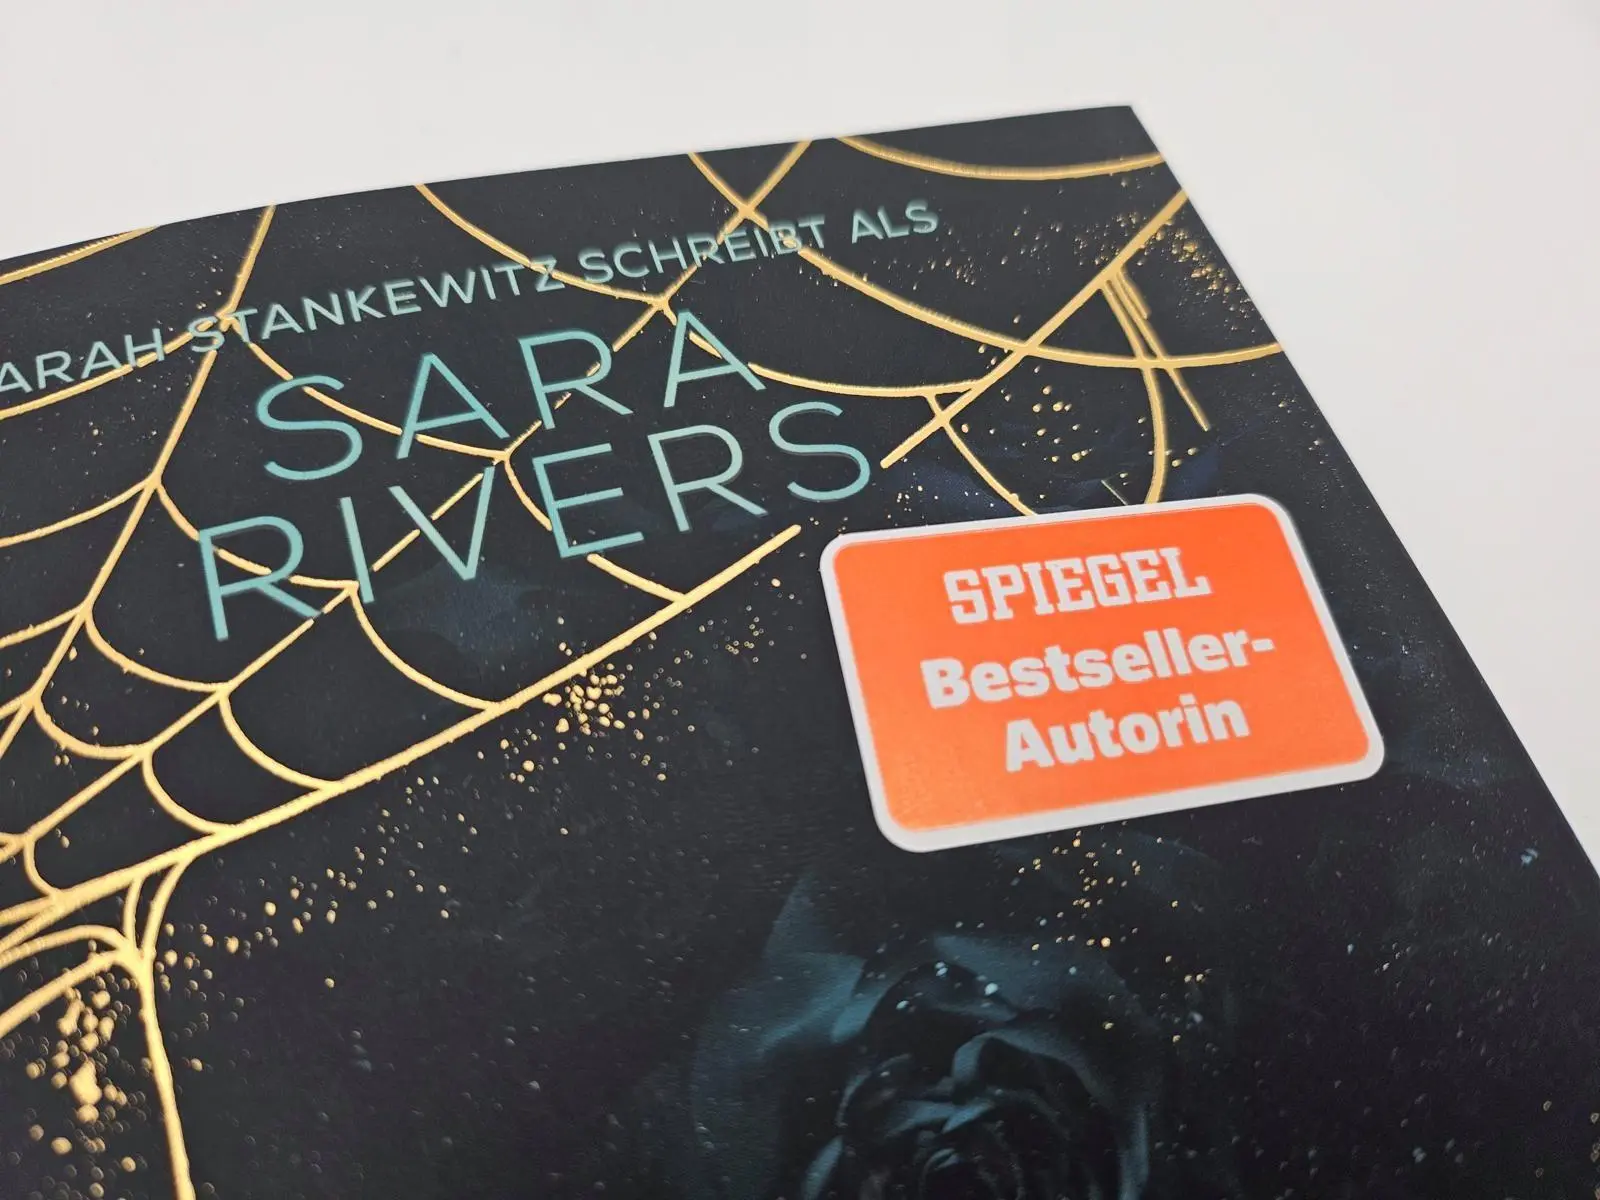 ARAH STANKEWITZ SCHREIBT ALS
SARA
RIVERS
SPIEGEL
Bestseller-
Autorin